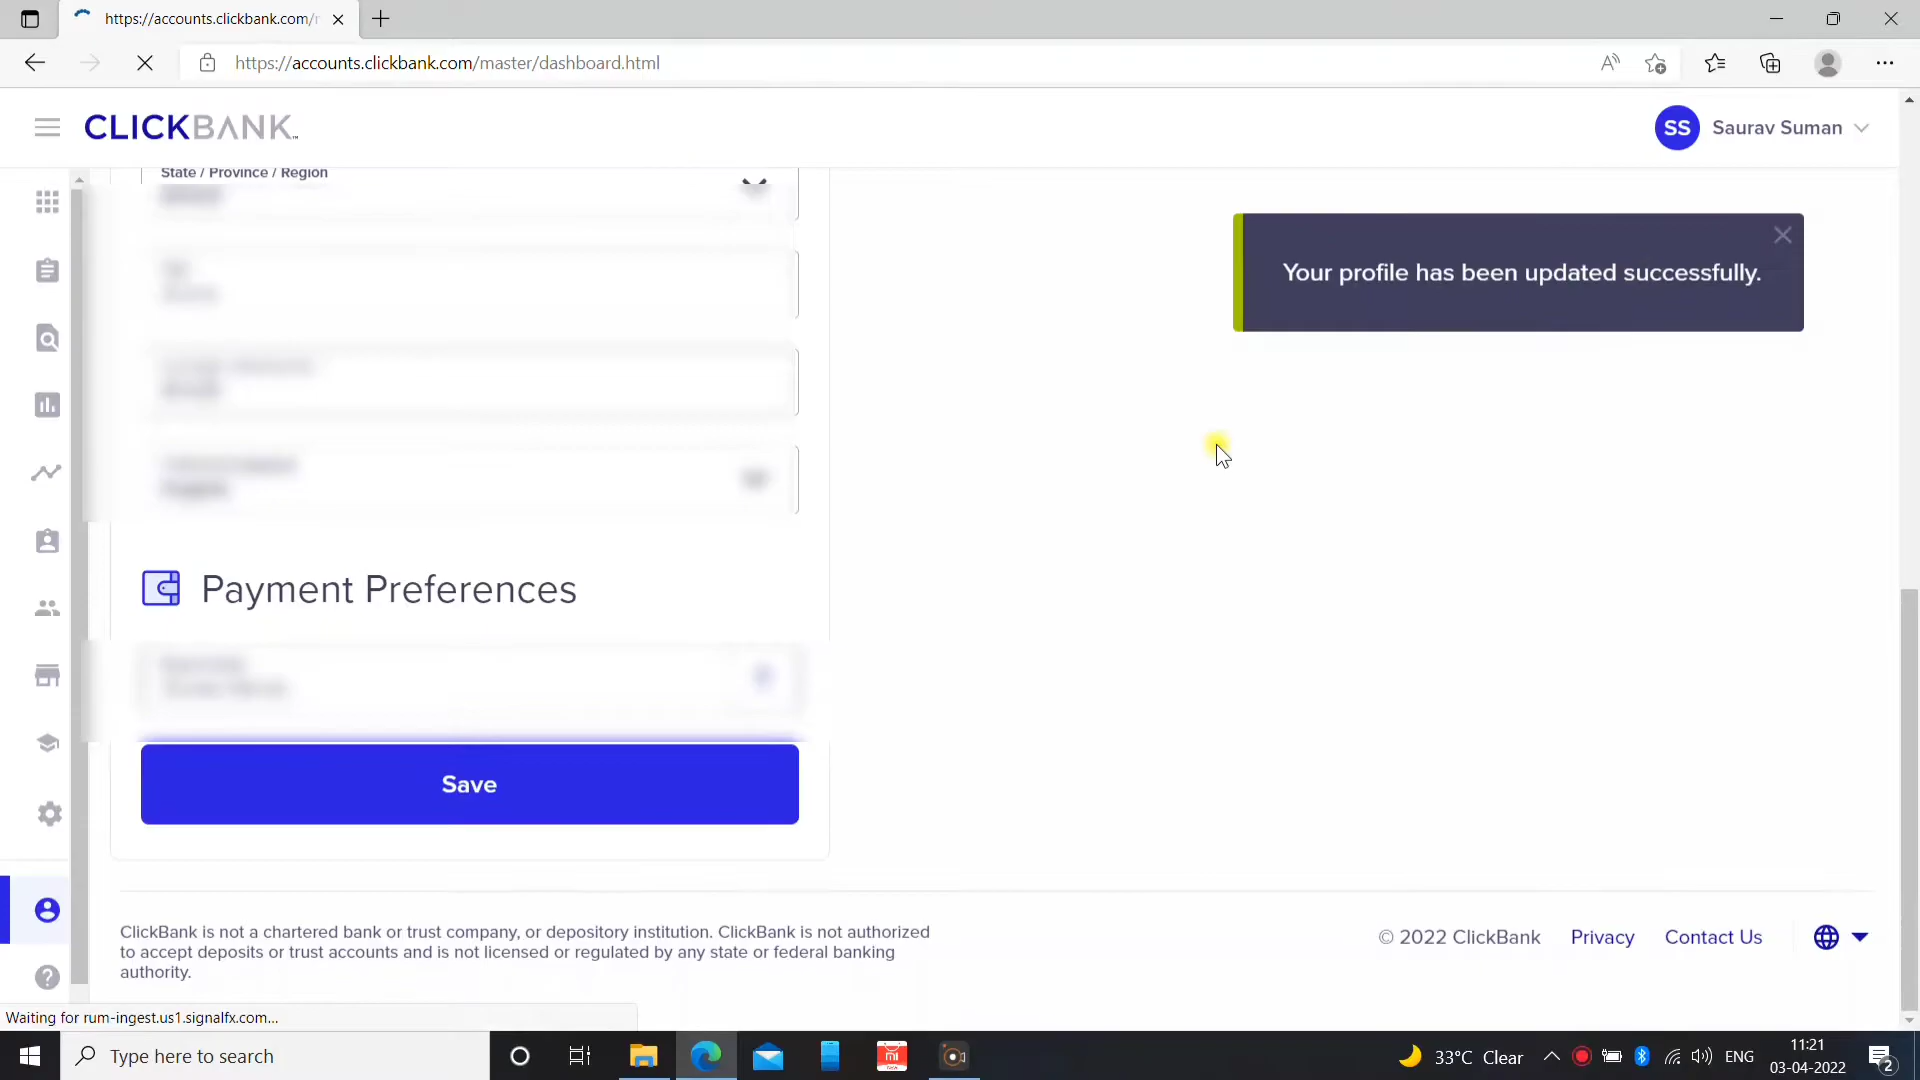 https://accounts.clickbank.com/
https://accounts.clickbank.com/master/dashboard.html
CLICKBANK
SS
Saurav Suman
State / Province / Region
Your profile has been updated successfully.
Payment Preferences
Save
ClickBank is not a chartered bank or trust company, or depository institution. ClickBank is not authorized
to accept deposits or trust accounts and is not licensed or regulated by any state or federal banking
authority.
© 2022 ClickBank
Privacy
Contact Us
Waiting for rum-ingest.us1.signalfx.com...
Type here to search
33°C Clear
ENG
11:21
03-04-2022
2